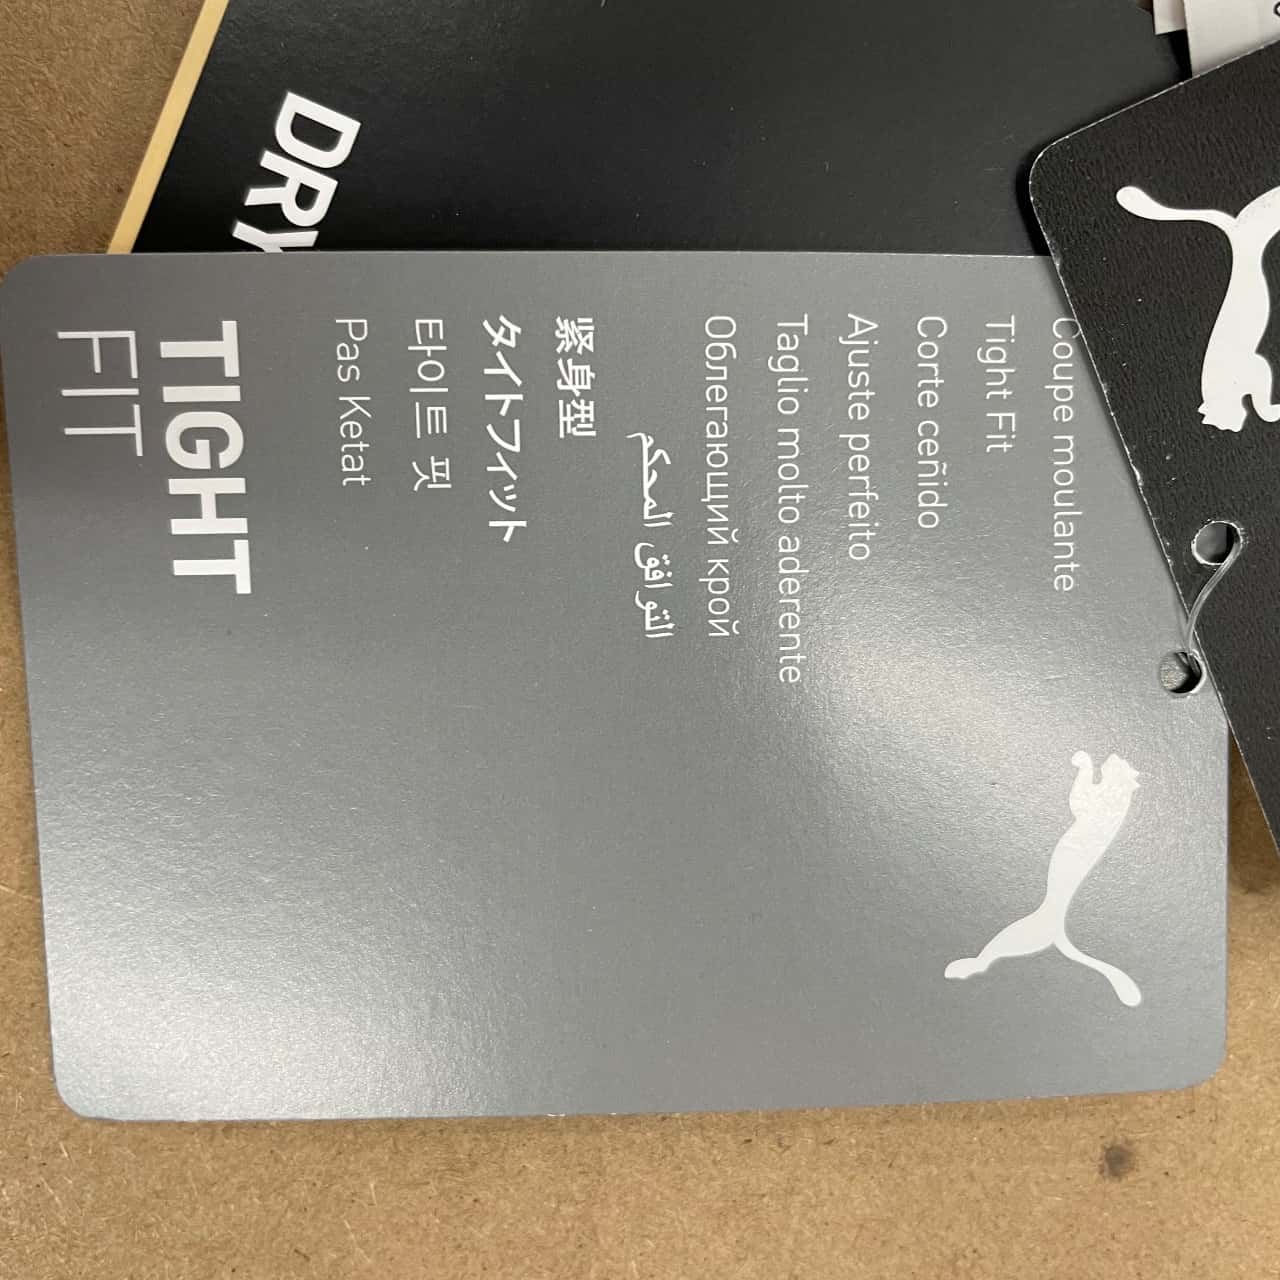 DRY
Coupe moulante
Tight Fit
Corte ceñido
Ajuste perfeito
Taglio molto aderente
Облегающий крой
التوافق المحكم
紧身型
タイトフィット
타이트 핏
Pas Ketat
TIGHT
FIT